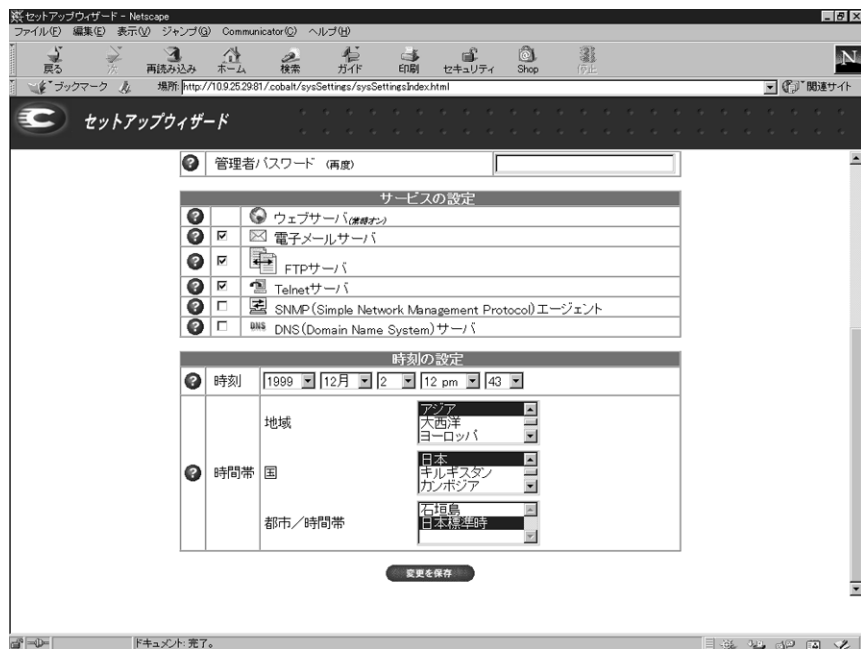 セットアップウィザード - Netscape
ファイル(F) 編集(E) 表示(V) ジャンプ(G) Communicator(C) ヘルプ(H)
戻る 次 再読み込み ホーム 検索 ガイド 印刷 セキュリティ Shop 停止
N
ブックマーク 場所: http://10.9.25.29:81/.cobalt/sysSettings/sysSettingsIndex.html 関連サイト
セットアップウィザード
管理者パスワード (再度)
サービスの設定
ウェブサーバ(常時オン)
電子メールサーバ
FTPサーバ
Telnetサーバ
SNMP(Simple Network Management Protocol)エージェント
DNS DNS(Domain Name System)サーバ
時刻の設定
時刻 1999 12月 2 12 pm 43
時間帯
地域
アジア
大西洋
ヨーロッパ
国
日本
キルギスタン
カンボジア
都市／時間帯
石垣島
日本標準時
変更を保存
ドキュメント: 完了。